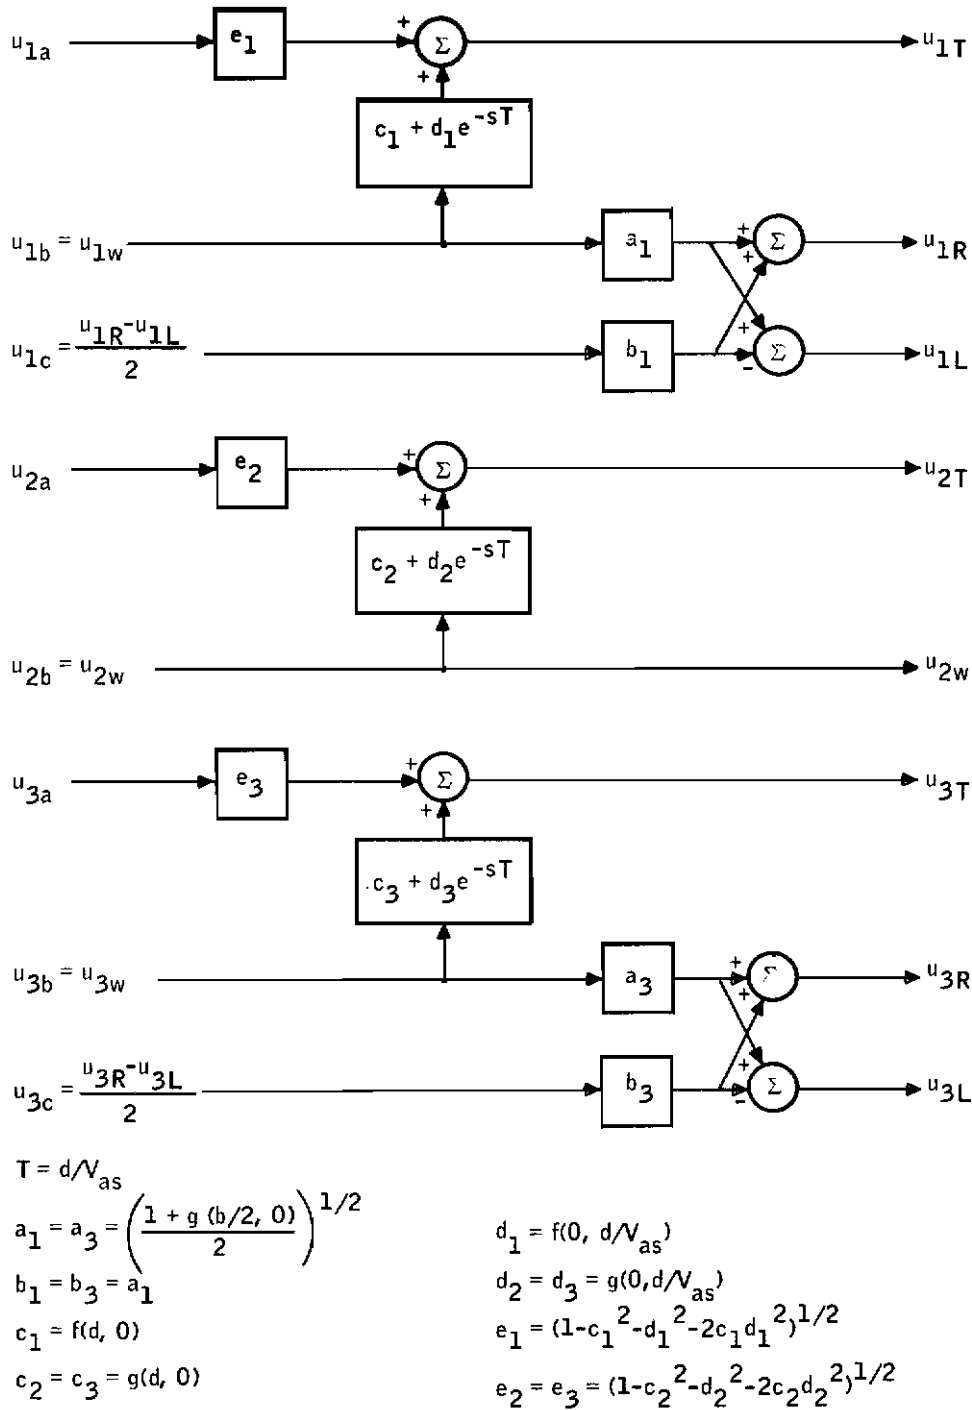 u1a e1 + Σ u1T
+
c1 + d1e^-sT
u1b = u1w a1 + + Σ u1R
u1c = (u1R-u1L)/2 b1 + - Σ u1L
u2a e2 + Σ u2T
+
c2 + d2e^-sT
u2b = u2w u2w
u3a e3 + Σ u3T
+
c3 + d3e^-sT
u3b = u3w a3 + + Σ u3R
u3c = (u3R-u3L)/2 b3 + - Σ u3L
T = d/Vas
a1 = a3 = ((1 + g (b/2, 0))/2)^1/2
b1 = b3 = a1
c1 = f(d, 0)
c2 = c3 = g(d, 0)
d1 = f(0, d/Vas)
d2 = d3 = g(0,d/Vas)
e1 = (1-c1^2-d1^2-2c1d1^2)^1/2
e2 = e3 = (1-c2^2-d2^2-2c2d2^2)^1/2